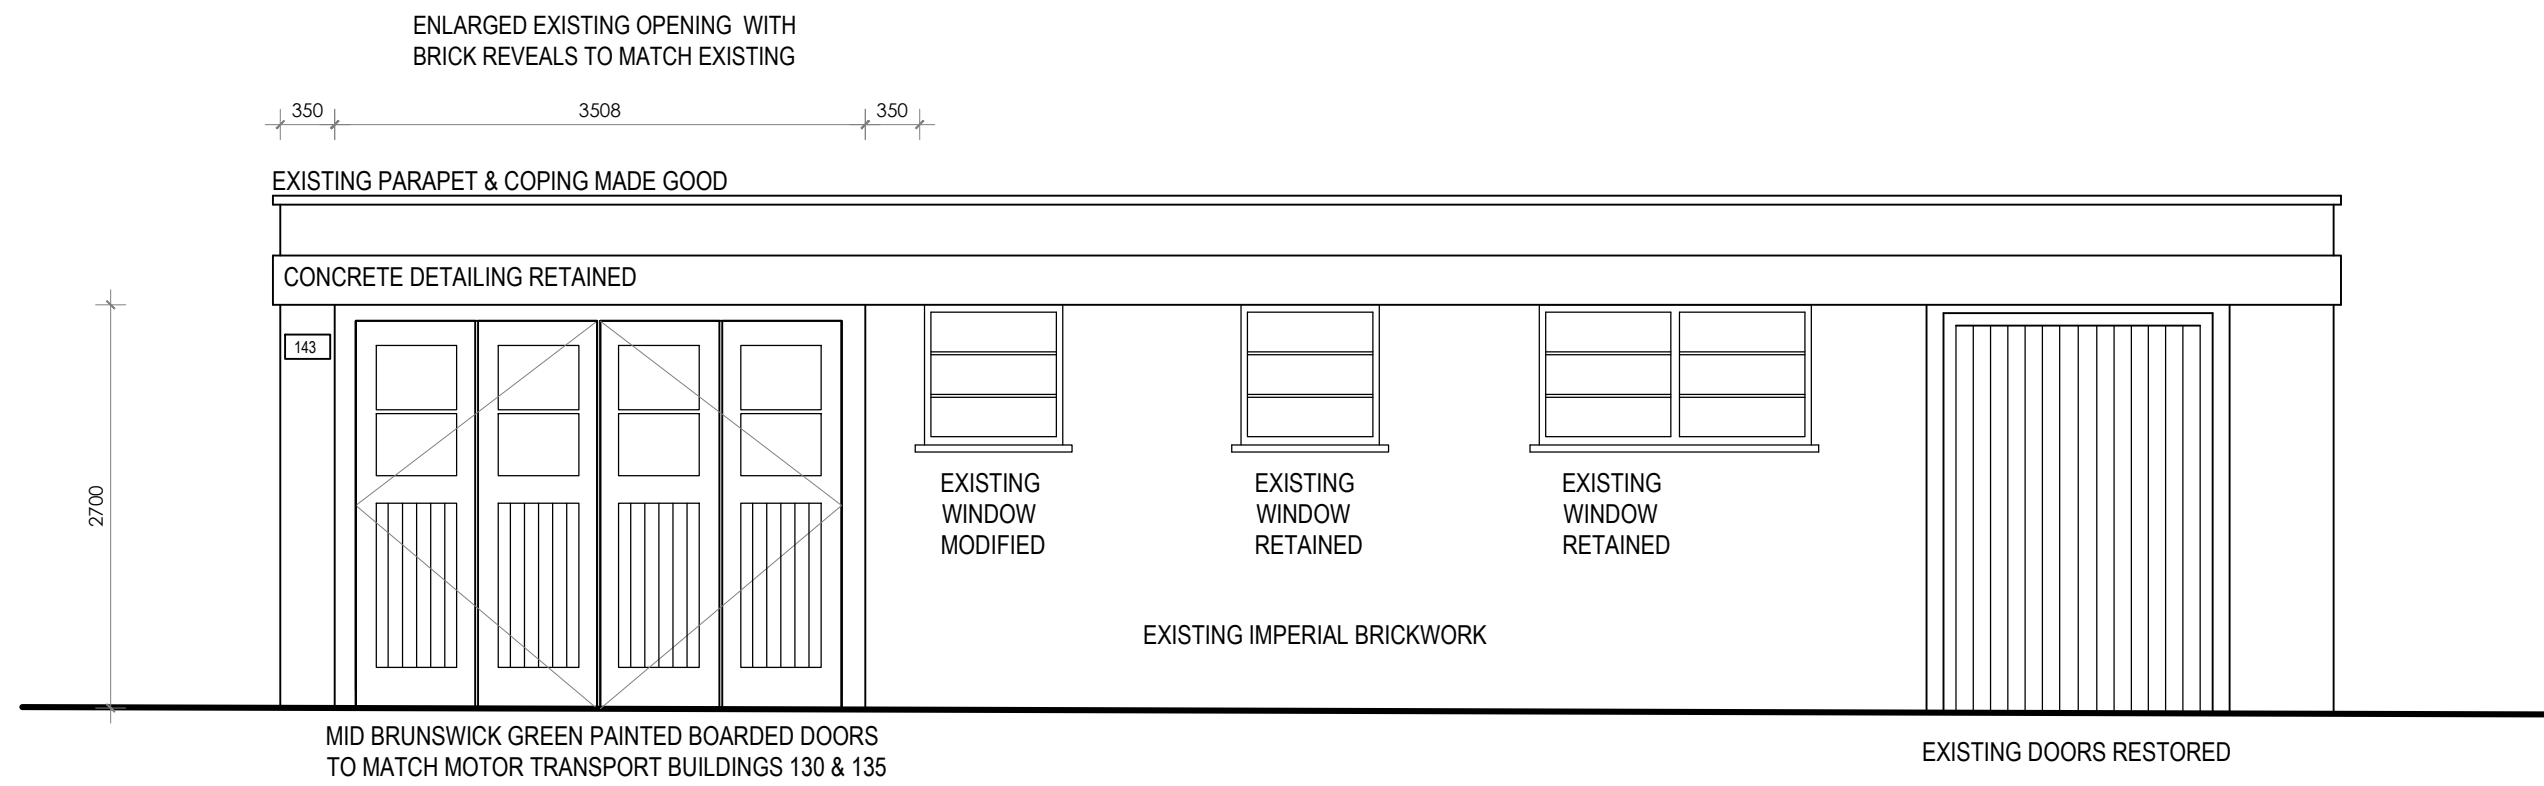 ENLARGED EXISTING OPENING WITH
BRICK REVEALS TO MATCH EXISTING
350
3508
350
EXISTING PARAPET & COPING MADE GOOD
CONCRETE DETAILING RETAINED
143
2700
EXISTING
WINDOW
MODIFIED
EXISTING
WINDOW
RETAINED
EXISTING
WINDOW
RETAINED
EXISTING IMPERIAL BRICKWORK
MID BRUNSWICK GREEN PAINTED BOARDED DOORS
TO MATCH MOTOR TRANSPORT BUILDINGS 130 & 135
EXISTING DOORS RESTORED